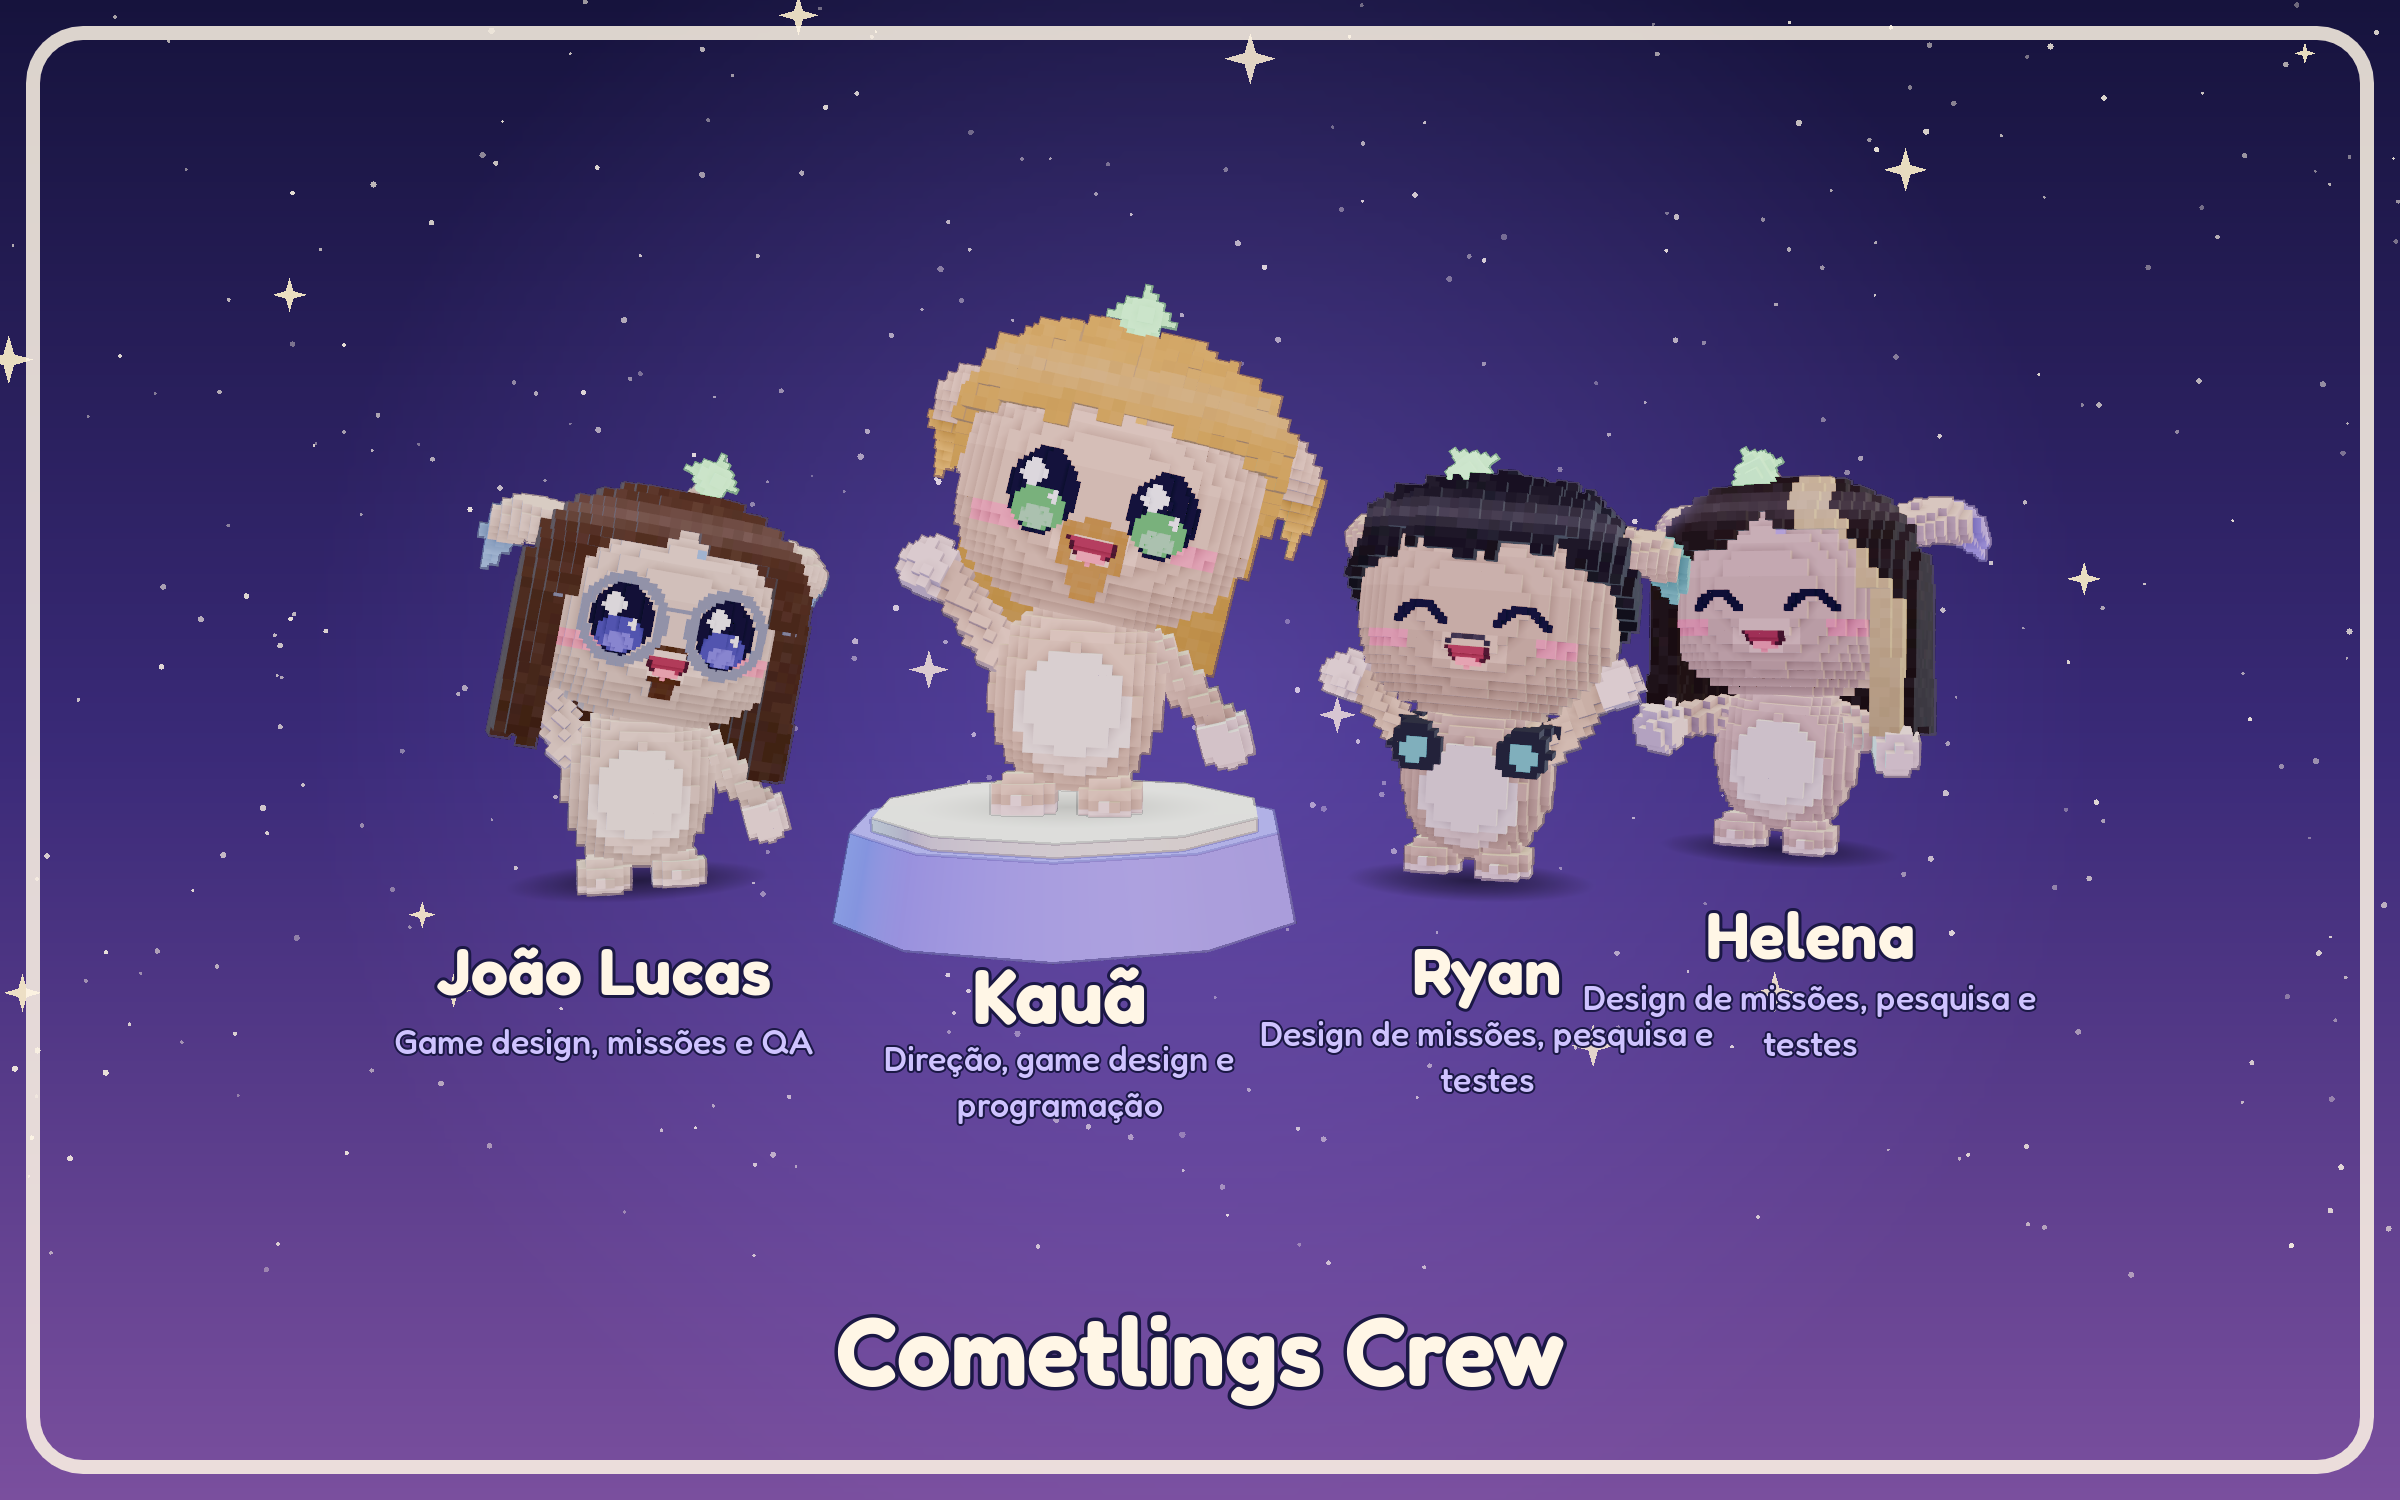 João Lucas
Game design, missões e QA
Kauã
Direção, game design e
programação
Ryan
Design de missões, pesquisa e
testes
Helena
Design de missões, pesquisa e
testes
Cometlings Crew